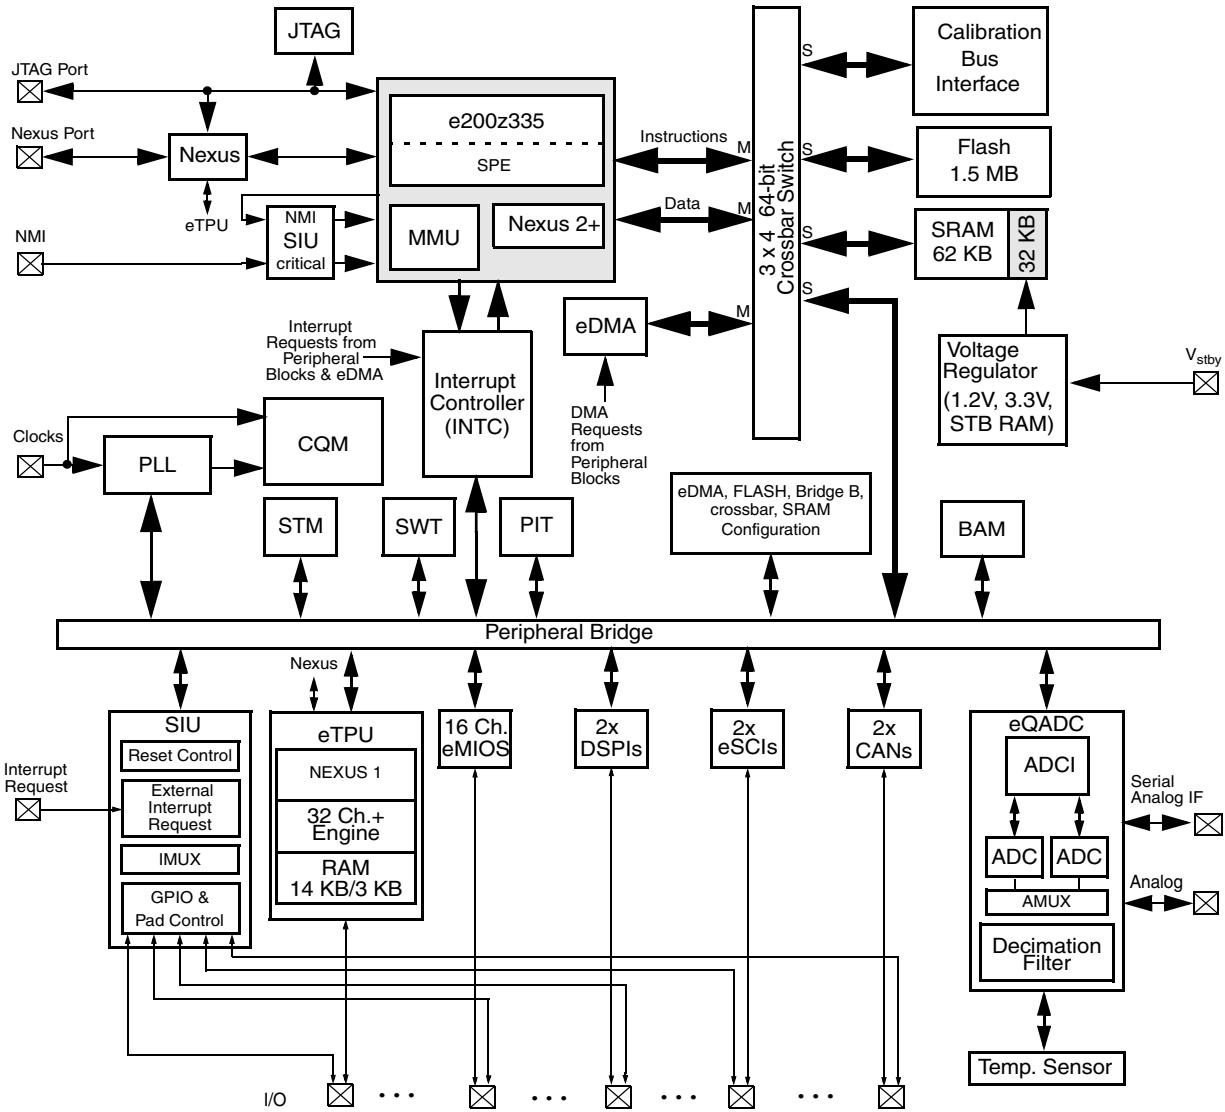 JTAG
JTAG Port
Nexus Port
Nexus
eTPU
NMI
NMI
SIU
critical
e200z335
SPE
MMU
Nexus 2+
Instructions
M
Data
M
M
3 x 4 64-bit
Crossbar Switch
S
S
S
S
Calibration
Bus
Interface
Flash
1.5 MB
SRAM
62 KB
32 KB
Voltage
Regulator
(1.2V, 3.3V,
STB RAM)
Vstby
eDMA
DMA
Requests
from
Peripheral
Blocks
Interrupt
Requests from
Peripheral
Blocks & eDMA
Interrupt
Controller
(INTC)
Clocks
PLL
CQM
STM
SWT
PIT
eDMA, FLASH, Bridge B,
crossbar, SRAM
Configuration
BAM
Peripheral Bridge
SIU
Reset Control
External
Interrupt
Request
IMUX
GPIO &
Pad Control
Interrupt
Request
Nexus
eTPU
NEXUS 1
32 Ch.+
Engine
RAM
14 KB/3 KB
16 Ch.
eMIOS
2x
DSPIs
2x
eSCIs
2x
CANs
eQADC
ADCI
ADC
ADC
AMUX
Decimation
Filter
Serial
Analog IF
Analog
Temp. Sensor
I/O